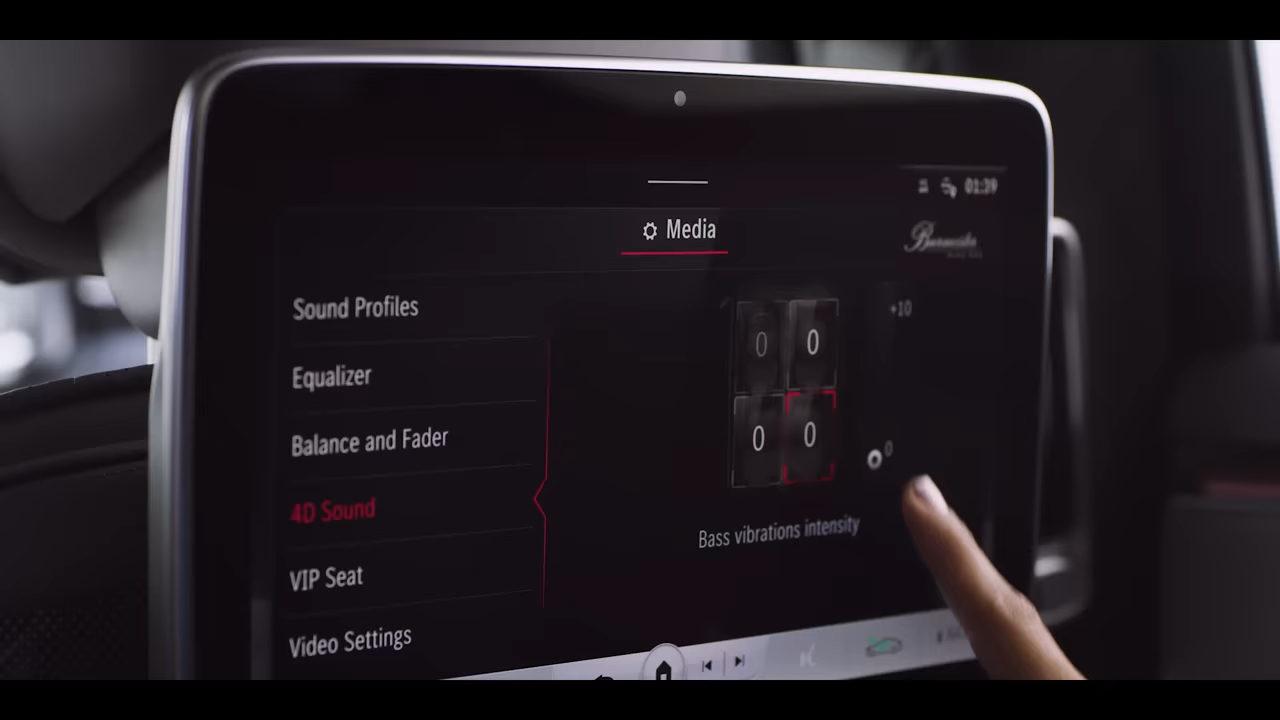 01:39
Media
Burmester
Sound Profiles
Equalizer
Balance and Fader
4D Sound
VIP Seat
Video Settings
0 0
0 0
+10
0
Bass vibrations intensity